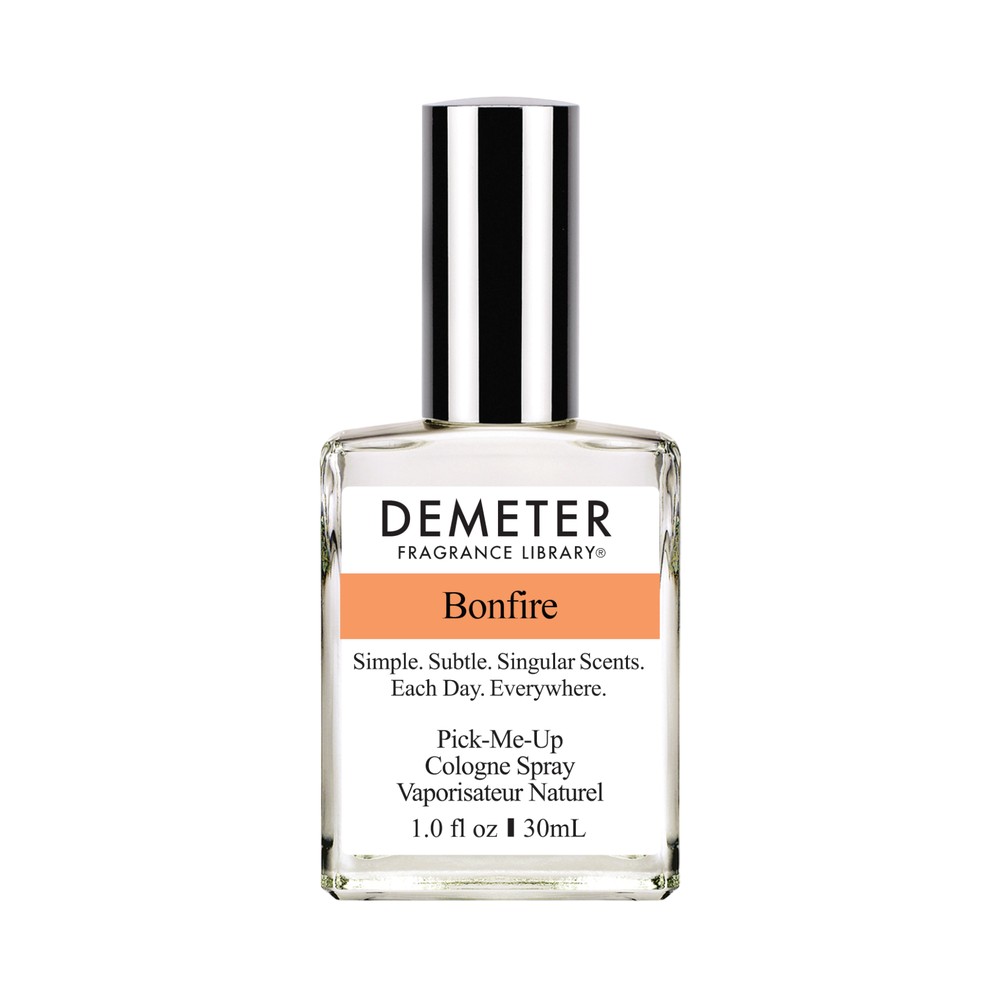 DEMETER
FRAGRANCE LIBRARY®
Bonfire
Simple. Subtle. Singular Scents.
Each Day. Everywhere.
Pick-Me-Up
Cologne Spray
Vaporisateur Naturel
1.0 fl oz ▮ 30mL